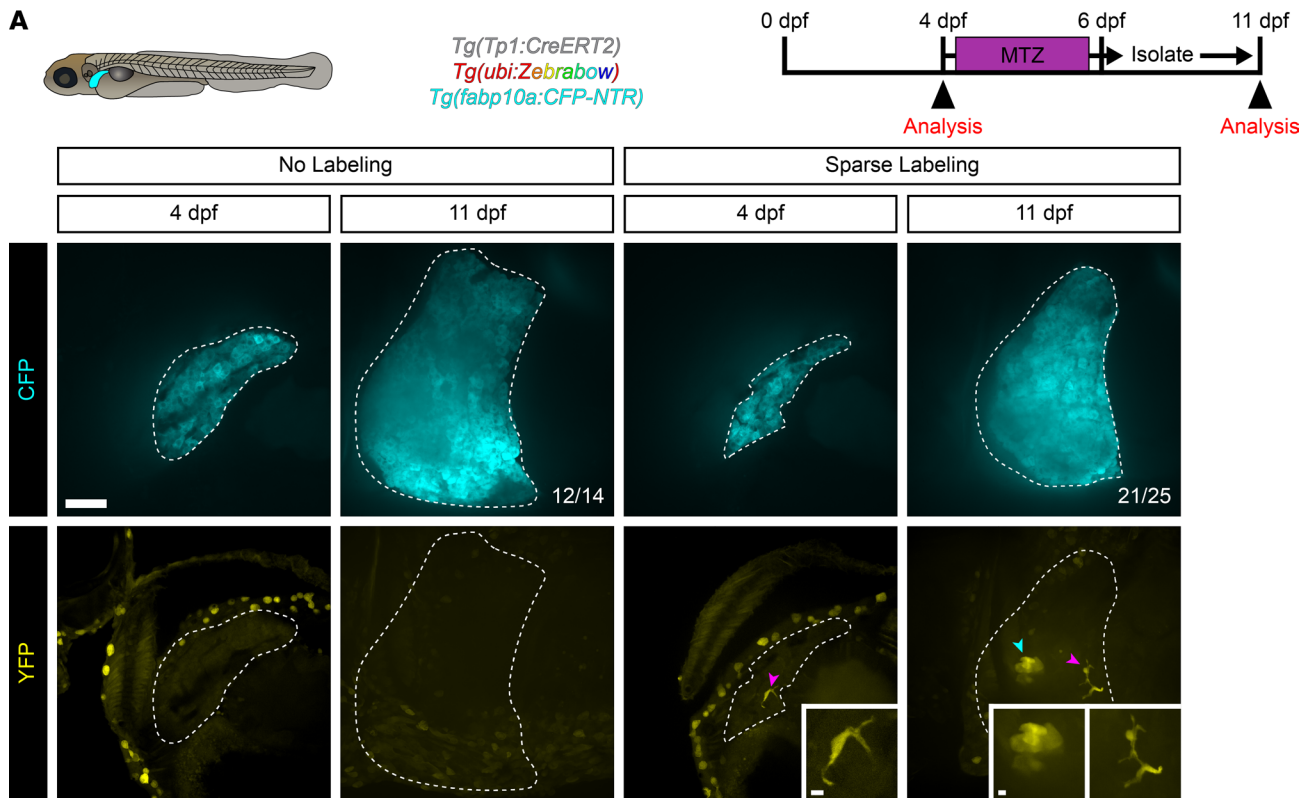 A
Tg(Tp1:CreERT2)
Tg(ubi:Zebrabow)
Tg(fabp10a:CFP-NTR)
0 dpf
4 dpf
6 dpf
11 dpf
MTZ
Isolate
Analysis
Analysis
No Labeling
Sparse Labeling
4 dpf
11 dpf
4 dpf
11 dpf
CFP
12/14
21/25
YFP